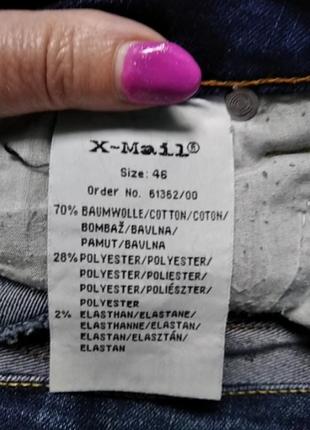 X-Mail®
Size: 46
Order No. 61362/00
70% BAUMWOLLE/COTTON/COTON/
BOMBAŽ/BAVLNA/
PAMUT/BAVLNA
28% POLYESTER/POLYESTER/
POLYESTER/POLIESTER/
POLYESTER/POLIÉSZTER/
POLYESTER
2% ELASTHAN/ELASTANE/
ELASTHANNE/ELASTAN/
ELASTAN/ELASZTÁN/
ELASTAN